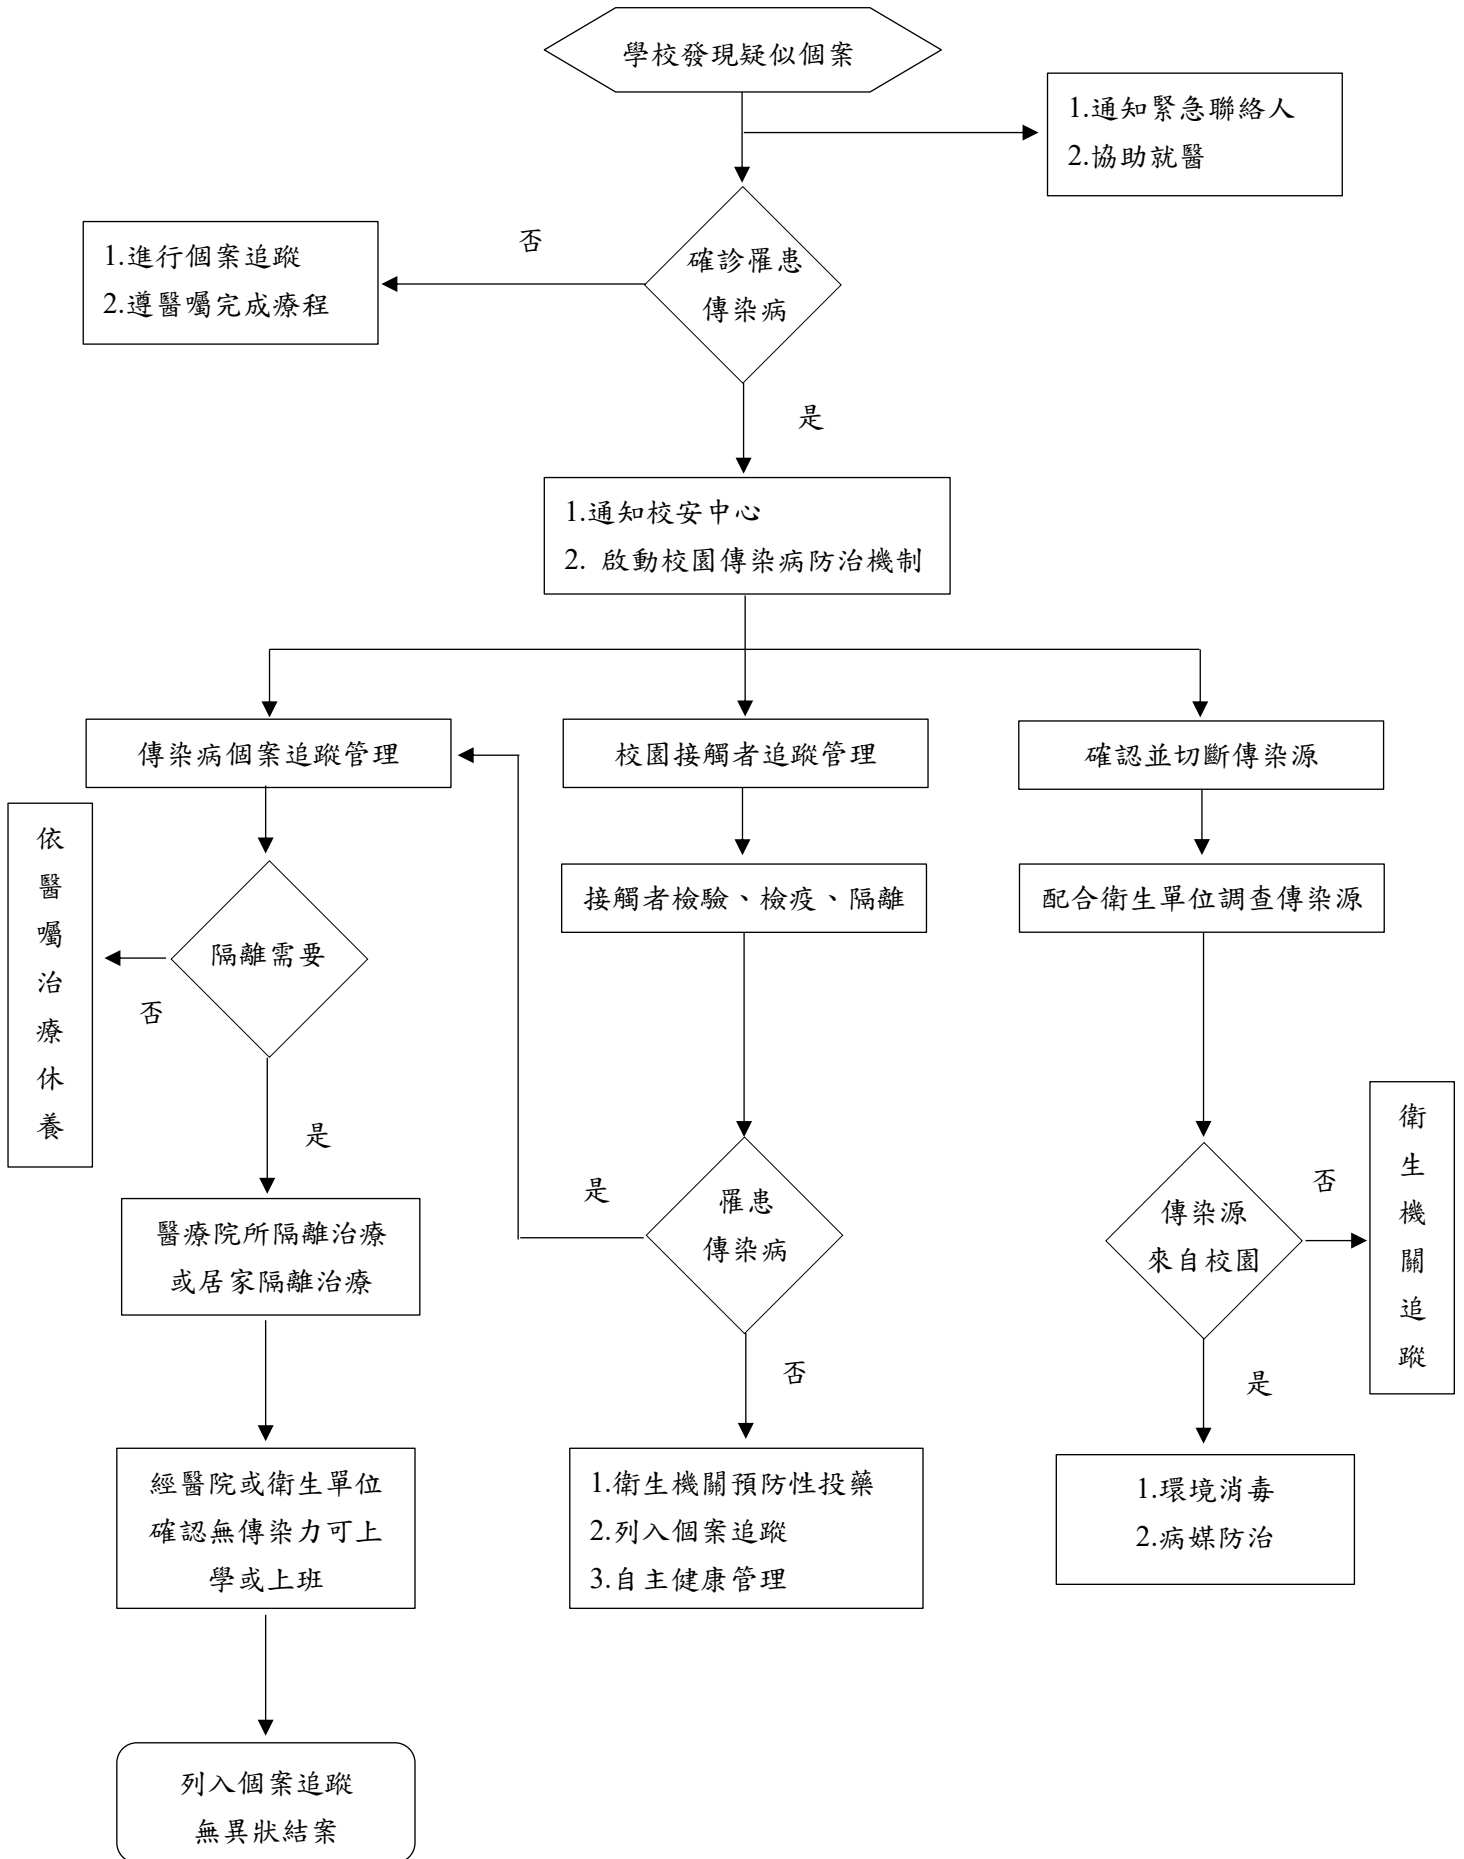 學校發現疑似個案
1.通知緊急聯絡人
2.協助就醫
否
1.進行個案追蹤
2.遵醫囑完成療程
確診罹患
傳染病
是
1.通知校安中心
2. 啟動校園傳染病防治機制
傳染病個案追蹤管理
校園接觸者追蹤管理
確認並切斷傳染源
依醫囑治療休養
隔離需要
否
是
接觸者檢驗、檢疫、隔離
配合衛生單位調查傳染源
醫療院所隔離治療
或居家隔離治療
是
罹患
傳染病
否
傳染源
來自校園
否
衛生機關追蹤
是
經醫院或衛生單位
確認無傳染力可上
學或上班
1.衛生機關預防性投藥
2.列入個案追蹤
3.自主健康管理
1.環境消毒
2.病媒防治
列入個案追蹤
無異狀結案